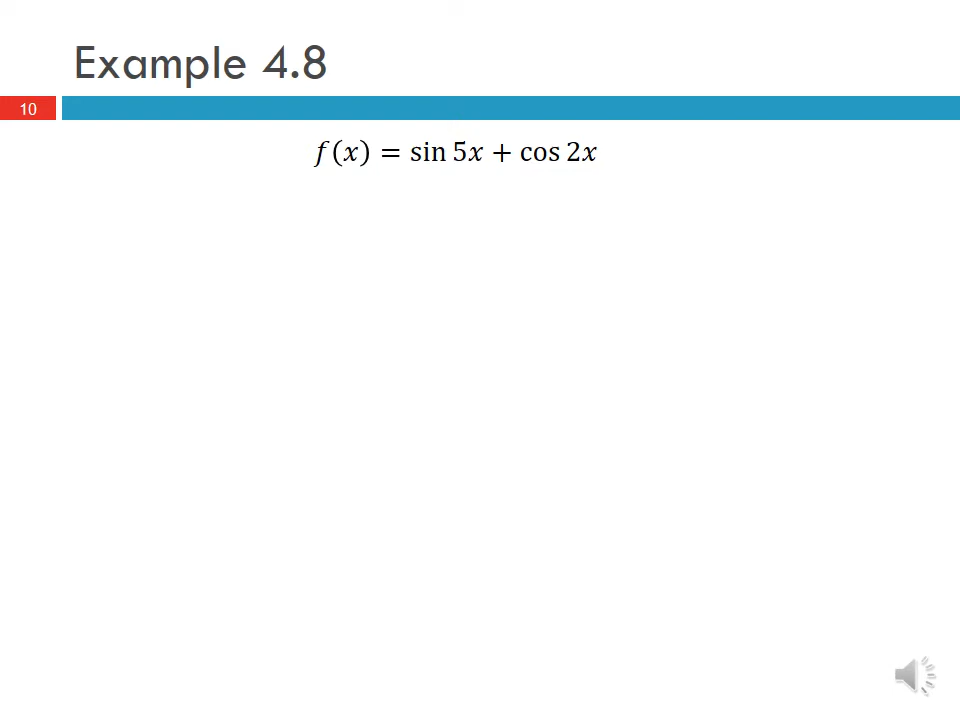 Example 4.8
10
f(x) = sin 5x + cos 2x